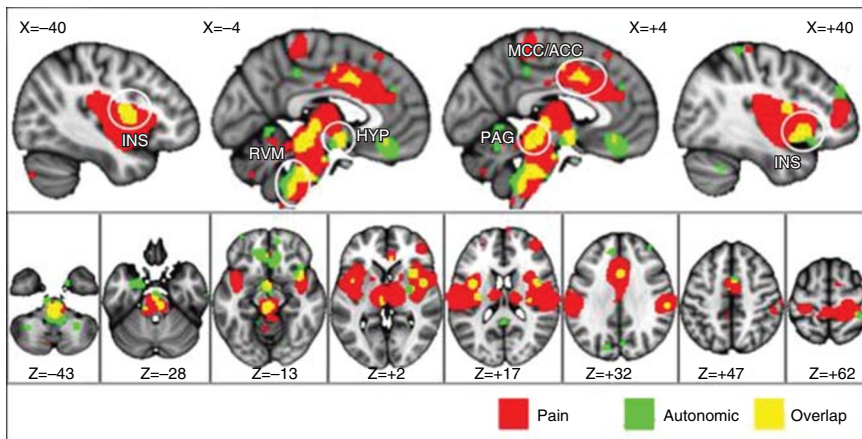 X=–40
X=–4
MCC/ACC
X=+4
X=+40
INS
RVM
HYP
PAG
INS
Z=–43
Z=–28
Z=–13
Z=+2
Z=+17
Z=+32
Z=+47
Z=+62
Pain
Autonomic
Overlap